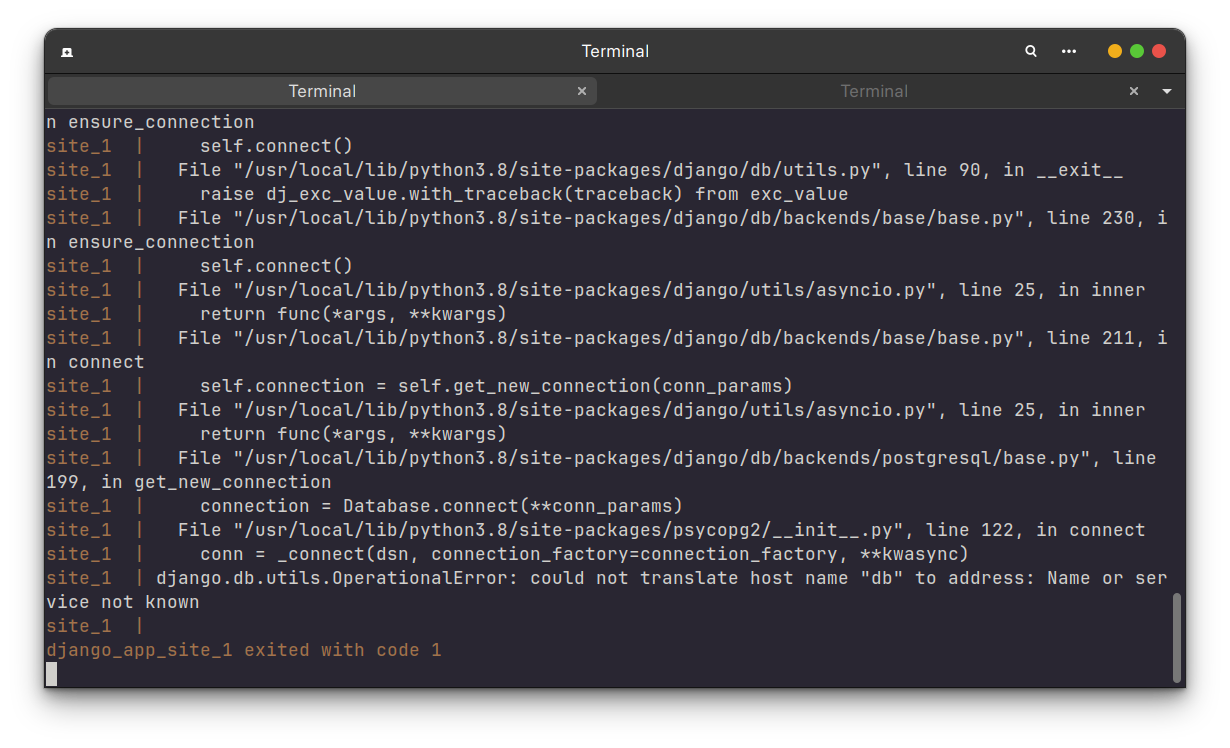 Terminal
Terminal
Terminal
n ensure_connection
site_1  |     self.connect()
site_1  |   File "/usr/local/lib/python3.8/site-packages/django/db/utils.py", line 90, in __exit__
site_1  |     raise dj_exc_value.with_traceback(traceback) from exc_value
site_1  |   File "/usr/local/lib/python3.8/site-packages/django/db/backends/base/base.py", line 230, i
n ensure_connection
site_1  |     self.connect()
site_1  |   File "/usr/local/lib/python3.8/site-packages/django/utils/asyncio.py", line 25, in inner
site_1  |     return func(*args, **kwargs)
site_1  |   File "/usr/local/lib/python3.8/site-packages/django/db/backends/base/base.py", line 211, i
n connect
site_1  |     self.connection = self.get_new_connection(conn_params)
site_1  |   File "/usr/local/lib/python3.8/site-packages/django/utils/asyncio.py", line 25, in inner
site_1  |     return func(*args, **kwargs)
site_1  |   File "/usr/local/lib/python3.8/site-packages/django/db/backends/postgresql/base.py", line
199, in get_new_connection
site_1  |     connection = Database.connect(**conn_params)
site_1  |   File "/usr/local/lib/python3.8/site-packages/psycopg2/__init__.py", line 122, in connect
site_1  |     conn = _connect(dsn, connection_factory=connection_factory, **kwasync)
site_1  | django.db.utils.OperationalError: could not translate host name "db" to address: Name or ser
vice not known
site_1  |
django_app_site_1 exited with code 1